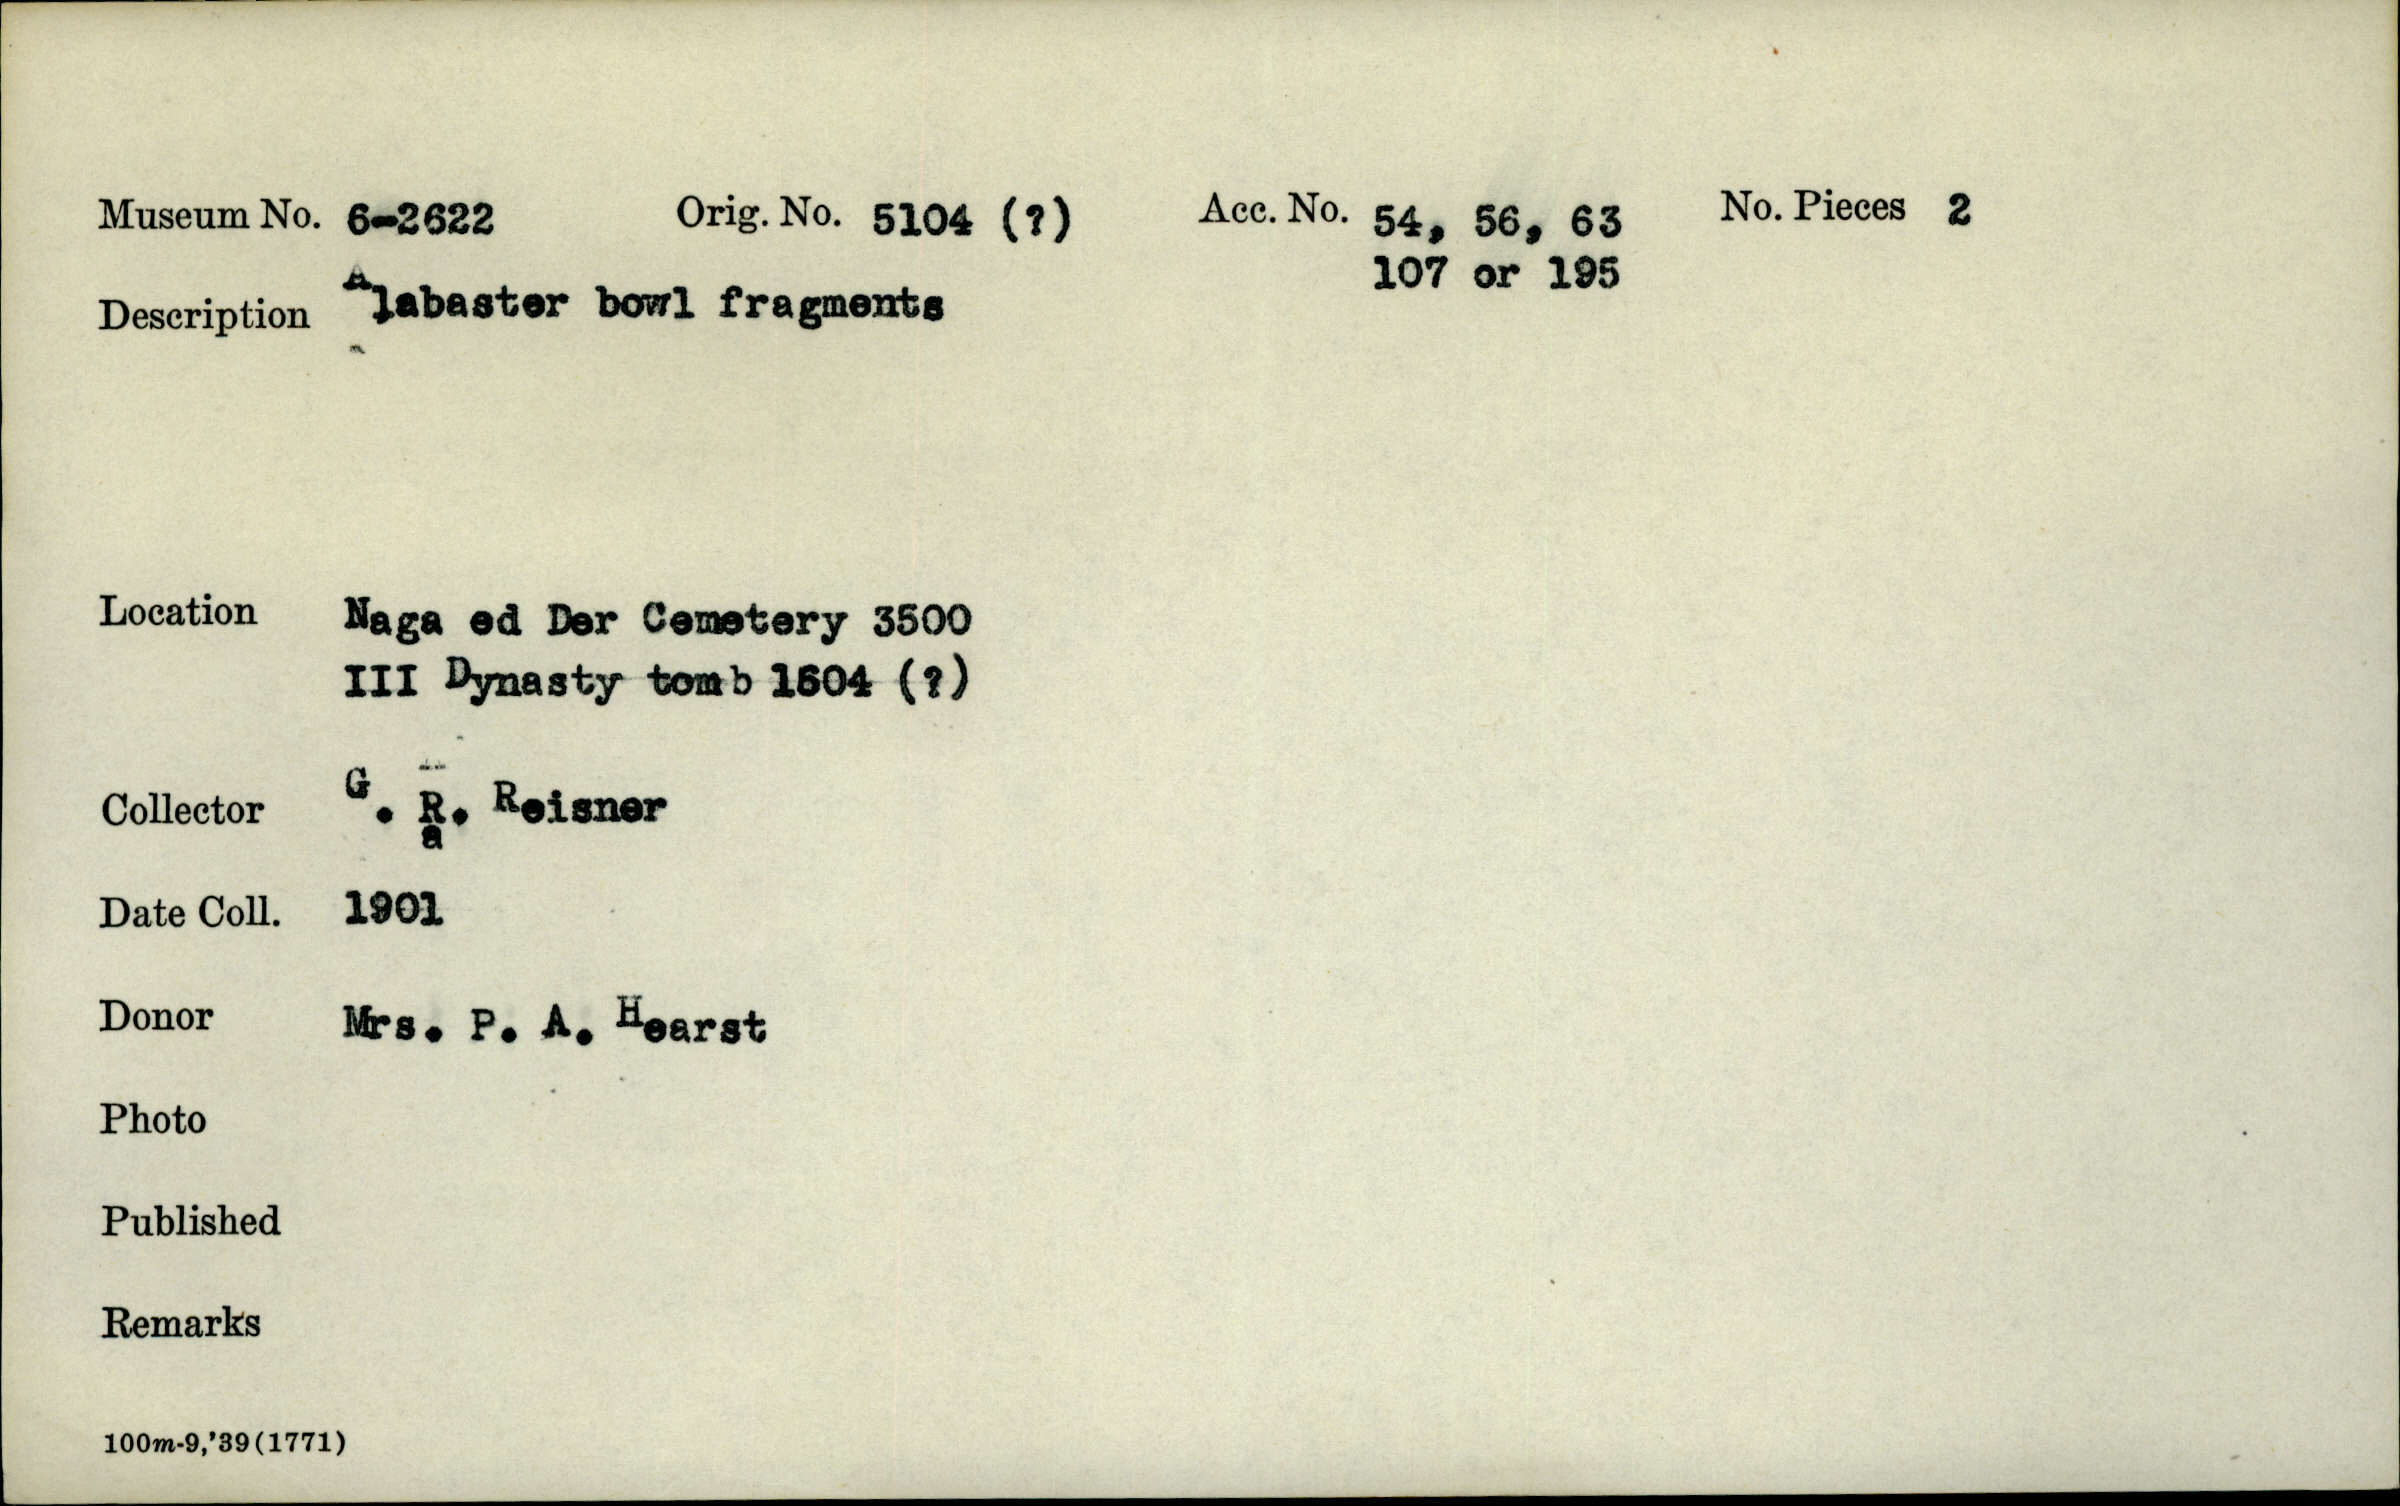 Museum No. 6-2622 Orig. No. 5104 (?) Acc. No. 54, 56, 63 No. Pieces 2
107 or 195
Description Alabaster bowl fragments
Location Naga ed Der Cemetery 3500
III Dynasty tomb 1504 (?)
Collector G. R. Reisner
a
Date Coll. 1901
Donor Mrs. P. A. Hearst
Photo
Published
Remarks
100m-9,'39(1771)